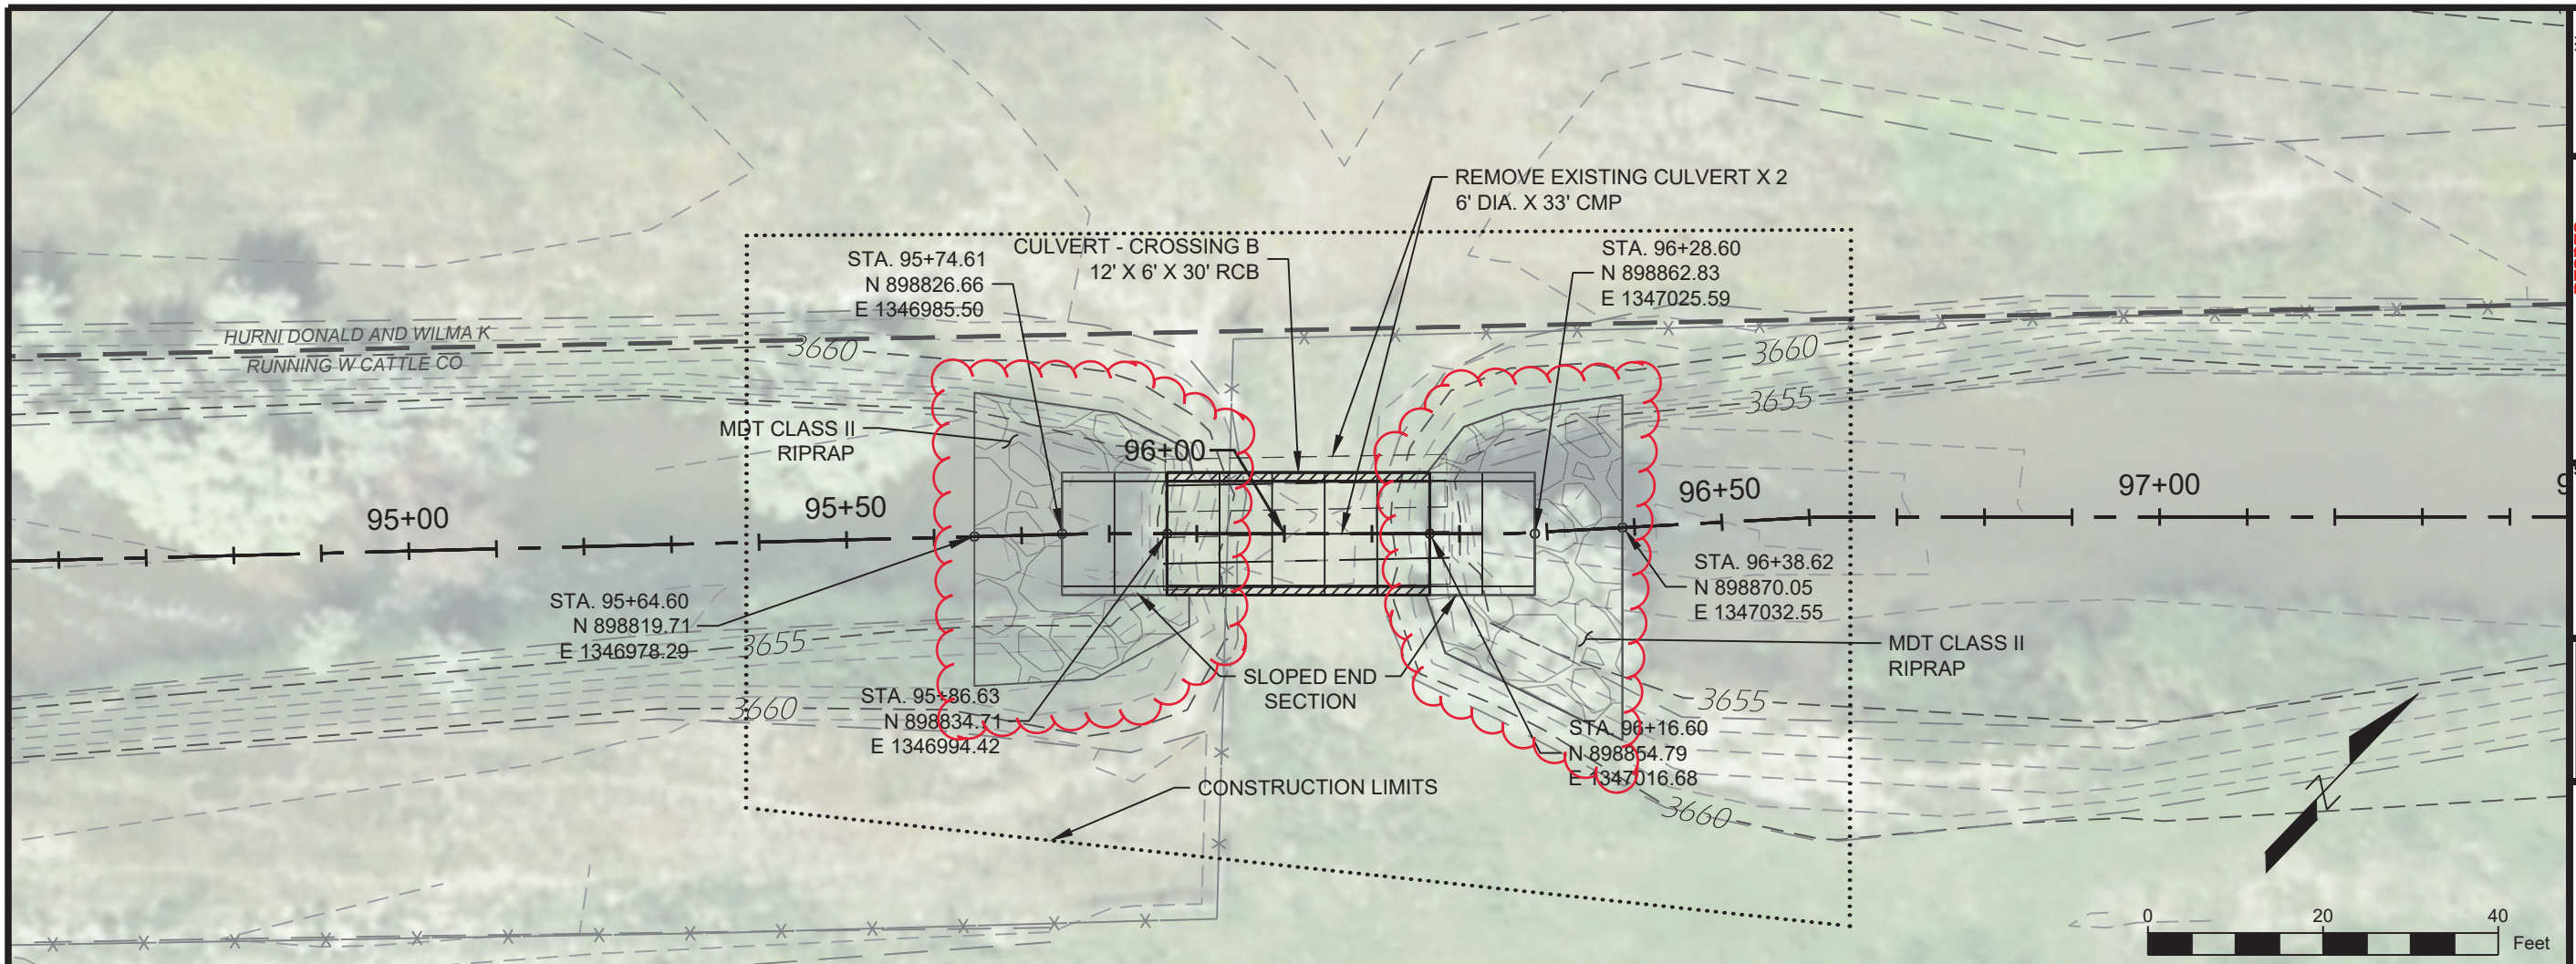 REMOVE EXISTING CULVERT X 2
6' DIA. X 33' CMP
CULVERT - CROSSING B
12' X 6' X 30' RCB
STA. 95+74.61
N 898826.66
E 1346985.50
STA. 96+28.60
N 898862.83
E 1347025.59
HURNI DONALD AND WILMA K
RUNNING W CATTLE CO
3660
3660
3655
MDT CLASS II
RIPRAP
96+00
95+00
95+50
96+50
97+00
9
STA. 95+64.60
N 898819.71
E 1346978.29
STA. 96+38.62
N 898870.05
E 1347032.55
3655
MDT CLASS II
RIPRAP
SLOPED END
SECTION
3660
3655
STA. 95+86.63
N 898834.71
E 1346994.42
STA. 96+16.60
N 898854.79
E 1347016.68
CONSTRUCTION LIMITS
3660
N
0 20 40
Feet